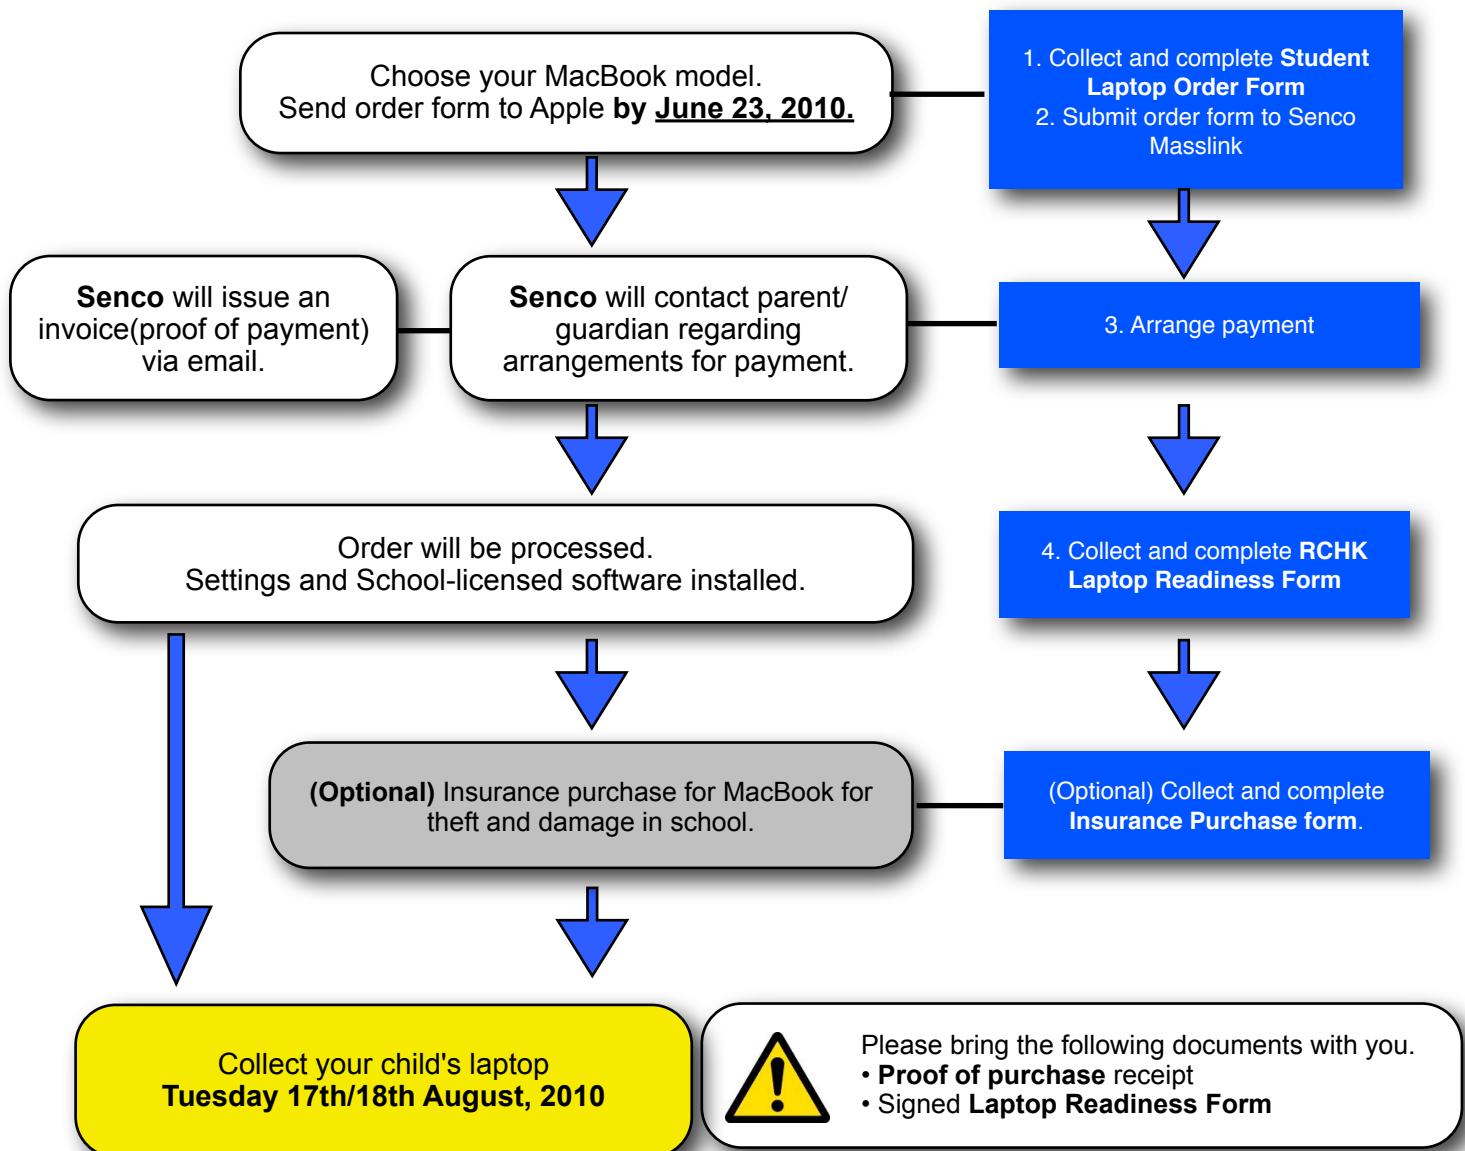 Choose your MacBook model.
Send order form to Apple by June 23, 2010.
1. Collect and complete Student
Laptop Order Form
2. Submit order form to Senco
Masslink
Senco will issue an
invoice(proof of payment)
via email.
Senco will contact parent/
guardian regarding
arrangements for payment.
3. Arrange payment
Order will be processed.
Settings and School-licensed software installed.
4. Collect and complete RCHK
Laptop Readiness Form
(Optional) Insurance purchase for MacBook for
theft and damage in school.
(Optional) Collect and complete
Insurance Purchase form.
Collect your child's laptop
Tuesday 17th/18th August, 2010
Please bring the following documents with you.
• Proof of purchase receipt
• Signed Laptop Readiness Form